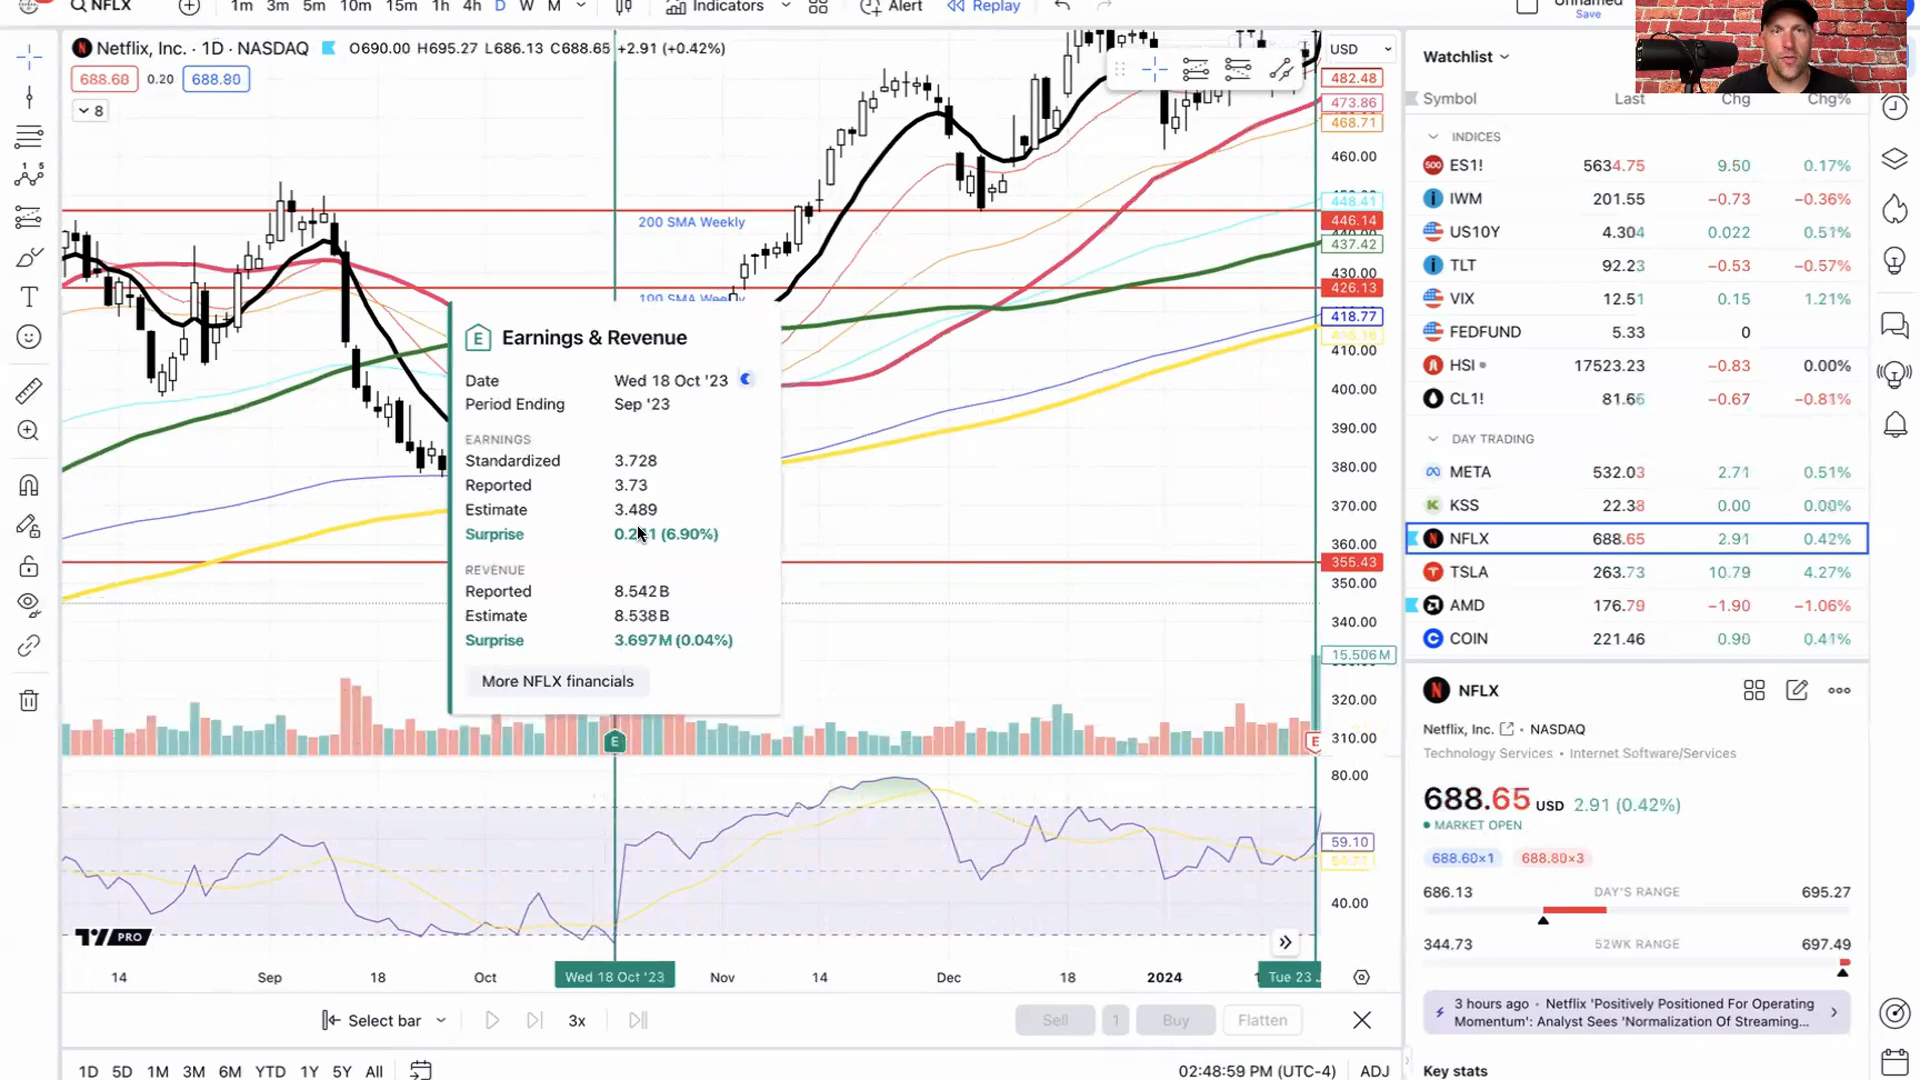 NFLX
1m 3m 5m 10m 15m 1h 4h D W M
Indicators
Alert
Replay
Save
Netflix, Inc. · 1D · NASDAQ O690.00 H695.27 L686.13 C688.65 +2.91 (+0.42%)
688.60 0.20 688.80
8
USD
482.48
473.86
468.71
460.00
448.41
446.14
437.42
430.00
426.13
418.77
410.00
400.00
390.00
380.00
370.00
360.00
355.43
350.00
340.00
15.506M
320.00
310.00
80.00
59.10
40.00
200 SMA Weekly
100 SMA Weekly
E Earnings & Revenue
Date Wed 18 Oct '23
Period Ending Sep '23
EARNINGS
Standardized 3.728
Reported 3.73
Estimate 3.489
Surprise (6.90%)
REVENUE
Reported 8.542B
Estimate 8.538B
Surprise 3.697M (0.04%)
More NFLX financials
E
E
TV PRO
14 Sep 18 Oct Wed 18 Oct '23 Nov 14 Dec 18 2024 Tue 23
Select bar 3x Sell 1 Buy Flatten
1D 5D 1M 3M 6M YTD 1Y 5Y All 02:48:59 PM (UTC-4) ADJ
Watchlist
Symbol Last Chg Chg%
INDICES
ES1! 5634.75 9.50 0.17%
IWM 201.55 −0.73 −0.36%
US10Y 4.304 0.022 0.51%
TLT 92.23 −0.53 −0.57%
VIX 12.51 0.15 1.21%
FEDFUND 5.33 0
HSI 17523.23 −0.83 0.00%
CL1! 81.66 −0.67 −0.81%
DAY TRADING
META 532.03 2.71 0.51%
KSS 22.38 0.00 0.00%
NFLX 688.65 2.91 0.42%
TSLA 263.73 10.79 4.27%
AMD 176.79 −1.90 −1.06%
COIN 221.46 0.90 0.41%
NFLX
Netflix, Inc. · NASDAQ
Technology Services • Internet Software/Services
688.65 USD 2.91 (0.42%)
MARKET OPEN
688.60×1 688.80×3
686.13 DAY'S RANGE 695.27
344.73 52WK RANGE 697.49
3 hours ago · Netflix 'Positively Positioned For Operating
Momentum': Analyst Sees 'Normalization Of Streaming...
Key stats